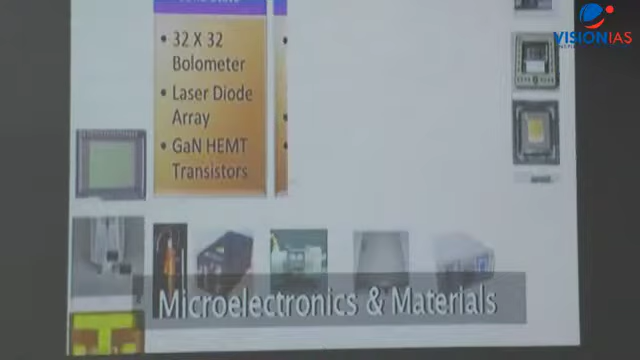 VISIONIAS
• 32 X 32
Bolometer
• Laser Diode
Array
• GaN HEMT
Transistors
Microelectronics & Materials